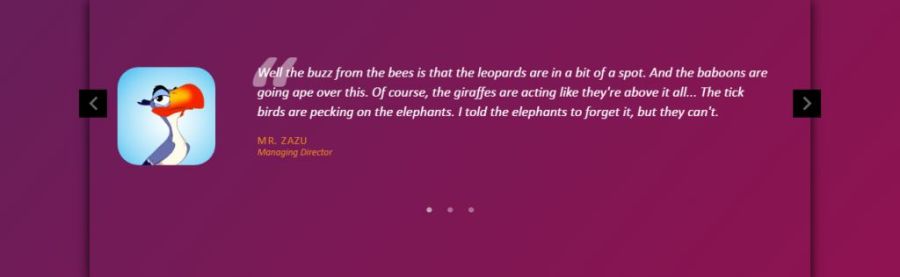 Well the buzz from the bees is that the leopards are in a bit of a spot. And the baboons are
going ape over this. Of course, the giraffes are acting like they're above it all... The tick
birds are pecking on the elephants. I told the elephants to forget it, but they can't.
MR. ZAZU
Managing Director